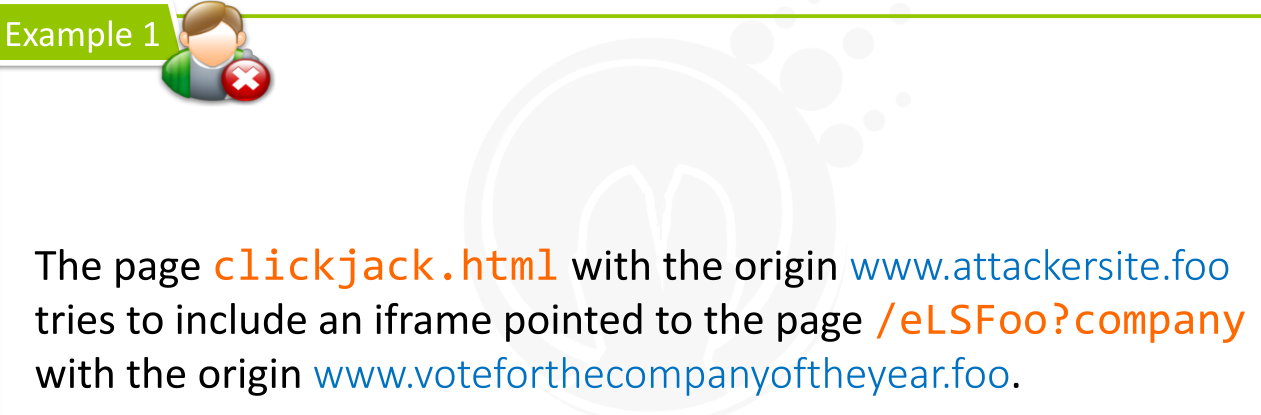 Example 1
The page clickjack.html with the origin www.attackersite.foo
tries to include an iframe pointed to the page /eLSFoo?company
with the origin www.voteforthecompanyoftheyear.foo.